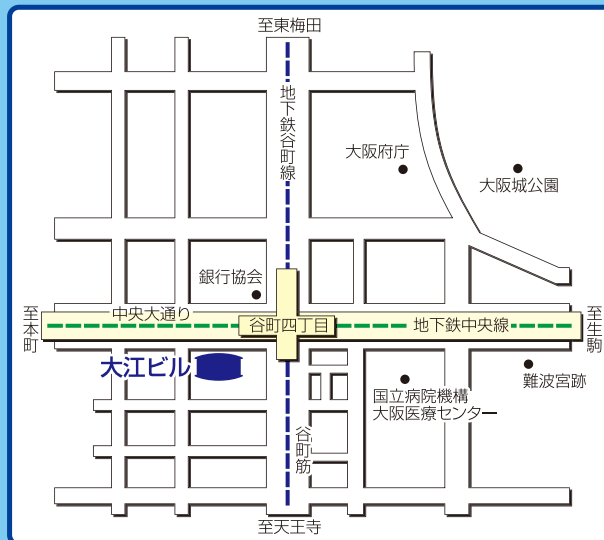 至東梅田
地下鉄谷町線
大阪府庁
大阪城公園
銀行協会
至本町
中央大通り
谷町四丁目
地下鉄中央線
至生駒
大江ビル
国立病院機構
大阪医療センター
難波宮跡
谷町筋
至天王寺